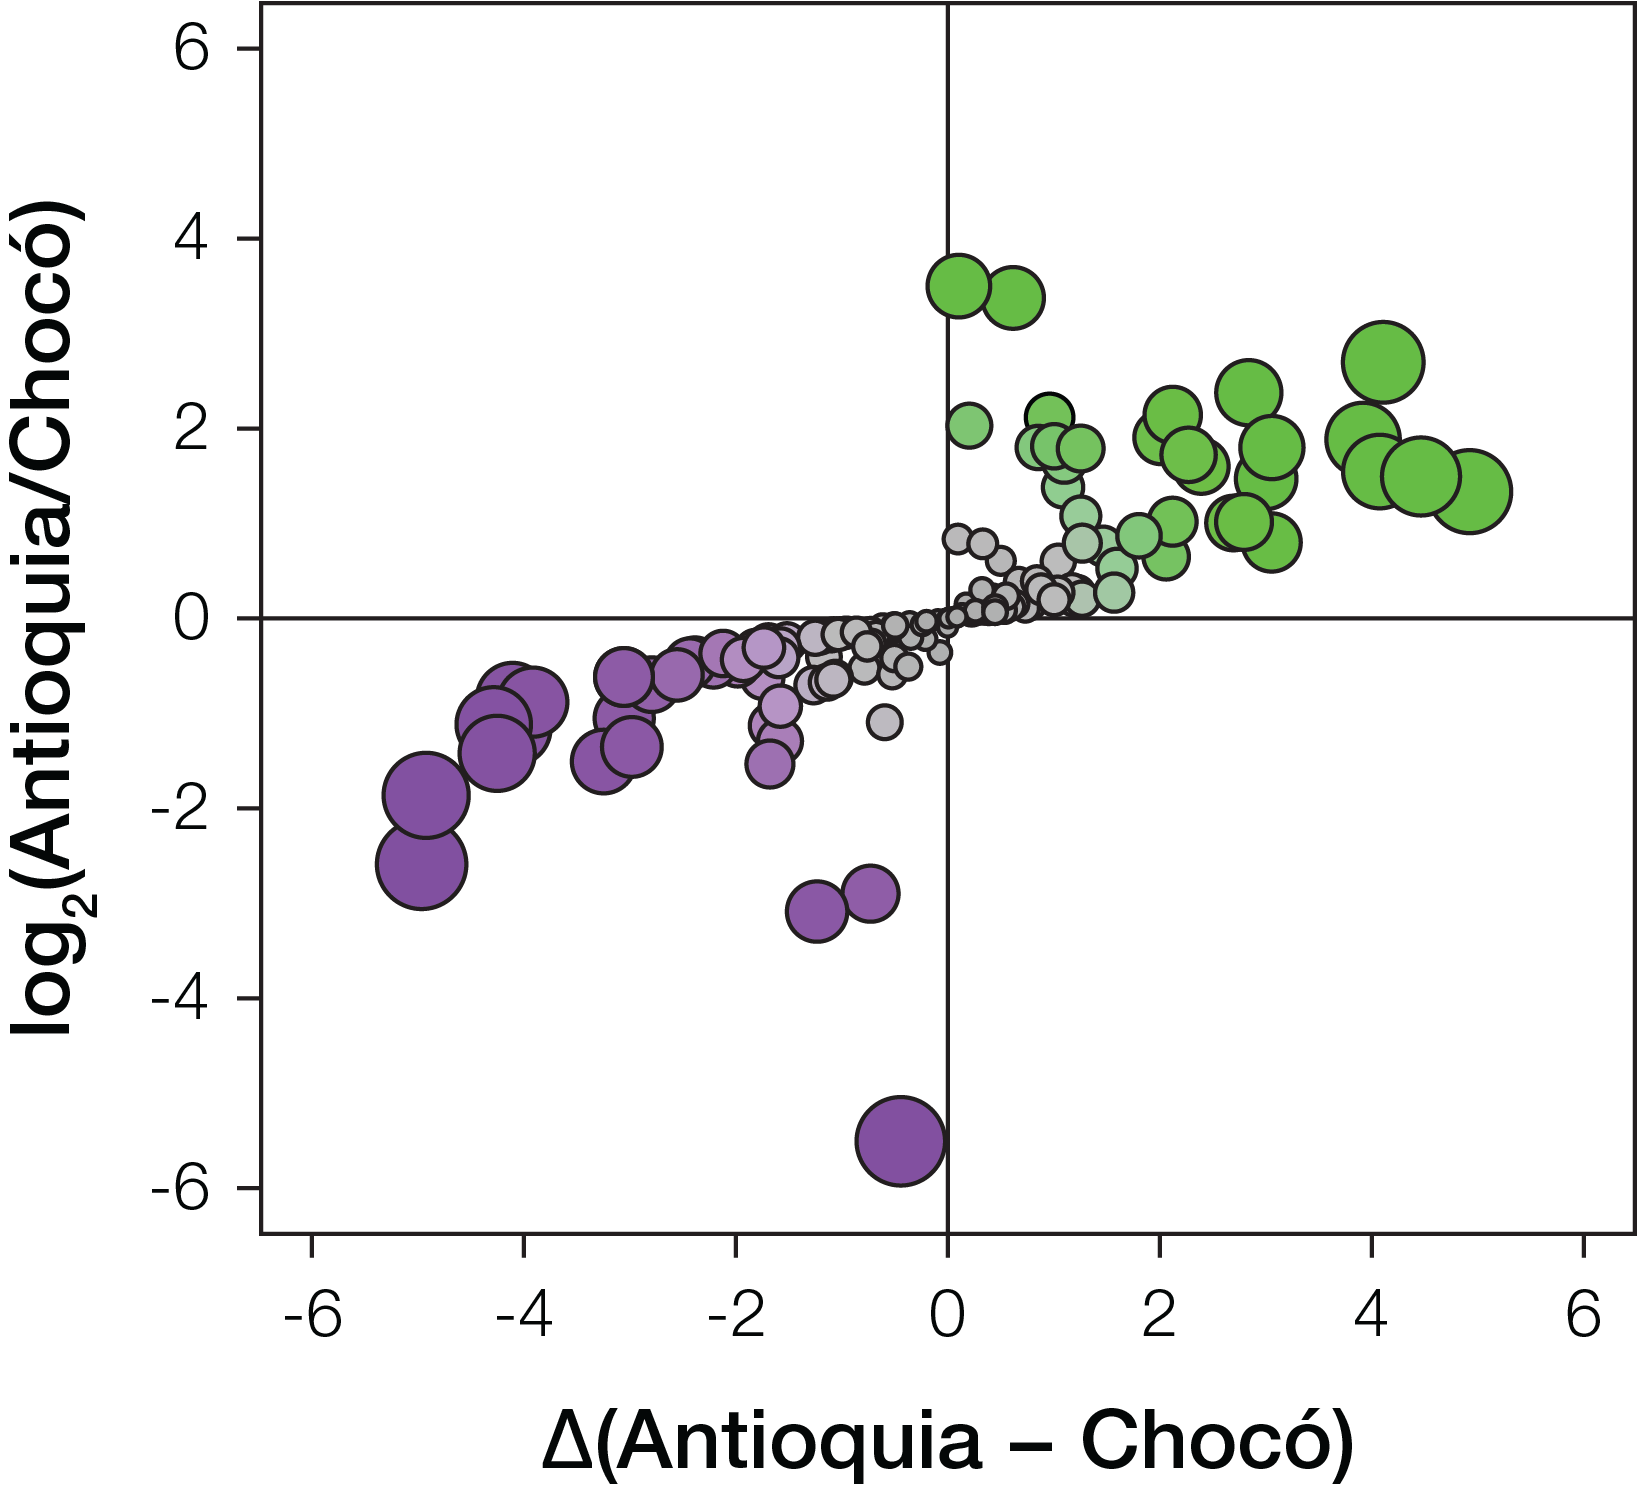 log2(Antioquia/Chocó)
6
4
2
0
-2
-4
-6
-6 -4 -2 0 2 4 6
Δ(Antioquia – Chocó)